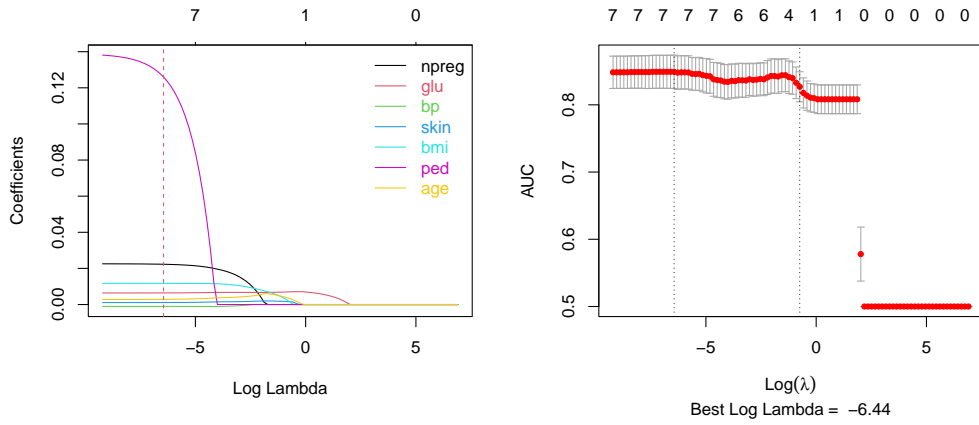 7 1 0
Coefficients
0.00 0.04 0.08 0.12
npreg
glu
bp
skin
bmi
ped
age
−5 0 5
Log Lambda
7 7 7 7 7 6 6 4 1 1 0 0 0 0 0
AUC
0.5 0.6 0.7 0.8
−5 0 5
Log(λ)
Best Log Lambda = −6.44